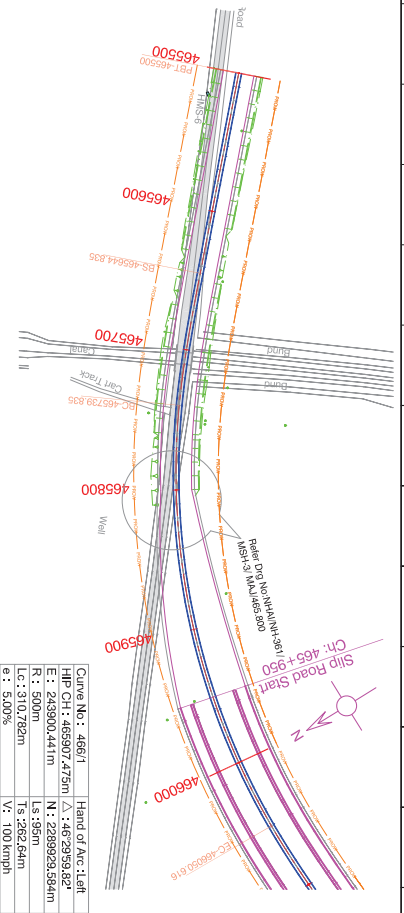 Road
465500
PBT-465500
HMS-6
465600
BS-465644.835
465700
Canal
Bund
Bund
Cart Track
BC-465739.835
465800
Well
Refer Drg No:NHAI/NH-361/
MSH-3/ MAJ/465.800
465900
Slip Road Start
Ch: 465+950
N
466000
EC-466050.616
PROW
Curve No : 466/1 Hand of Arc :Left
HIP CH : 465907.475m △ :46°29'59.82"
E : 243900.441m N : 2289929.584m
R : 500m Ls :95m
Lc :310.782m Ts :262.64m
e : 5.00% V: 100 kmph